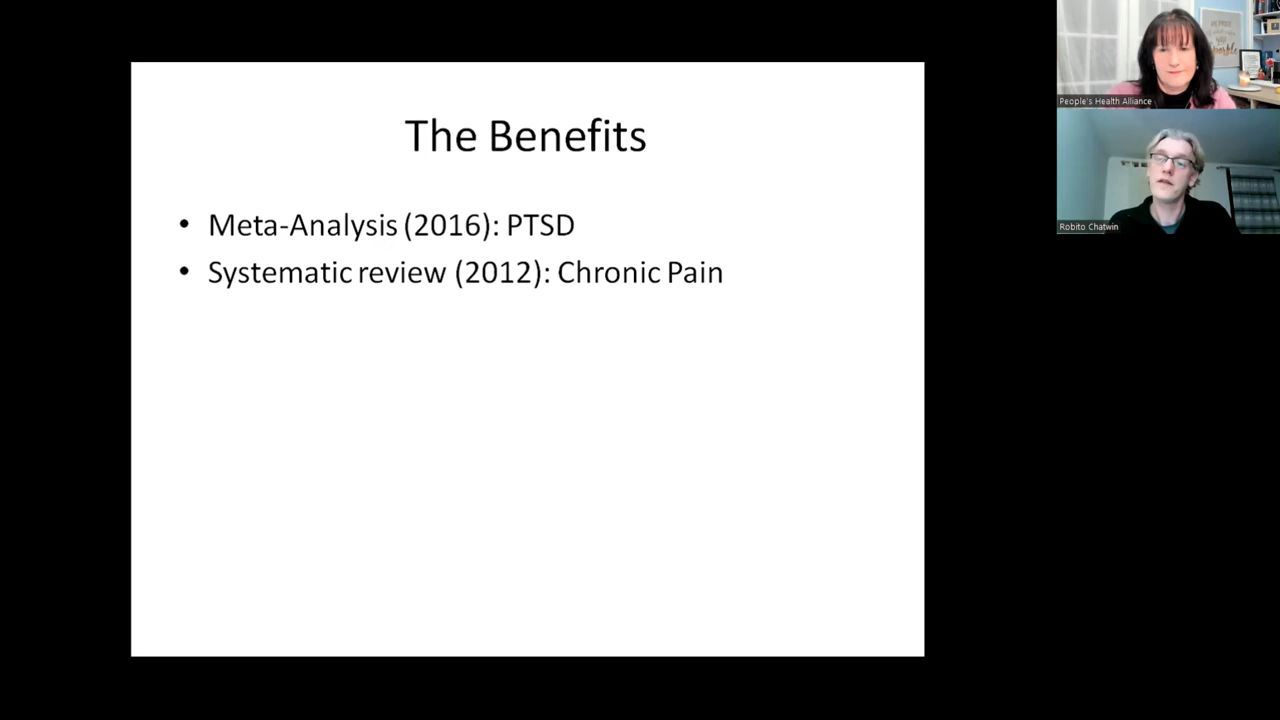 The Benefits
• Meta-Analysis (2016): PTSD
• Systematic review (2012): Chronic Pain
People's Health Alliance
Robito Chatwin